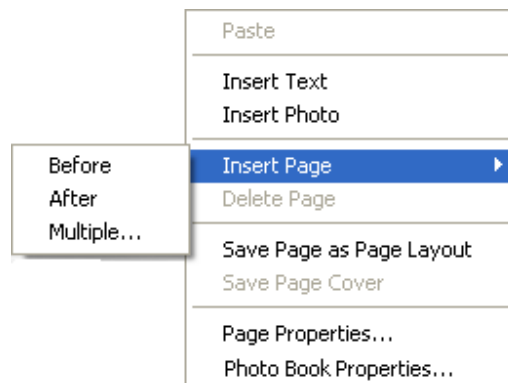 Paste
Insert Text
Insert Photo
Insert Page
Before
After
Multiple...
Delete Page
Save Page as Page Layout
Save Page Cover
Page Properties...
Photo Book Properties...